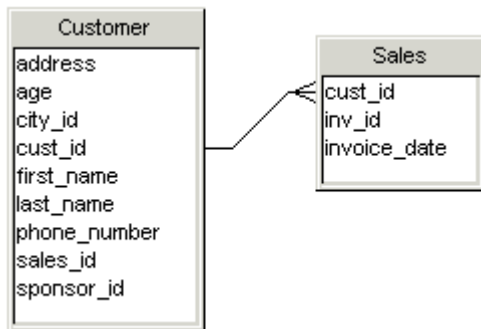 Customer
address
age
city_id
cust_id
first_name
last_name
phone_number
sales_id
sponsor_id
Sales
cust_id
inv_id
invoice_date